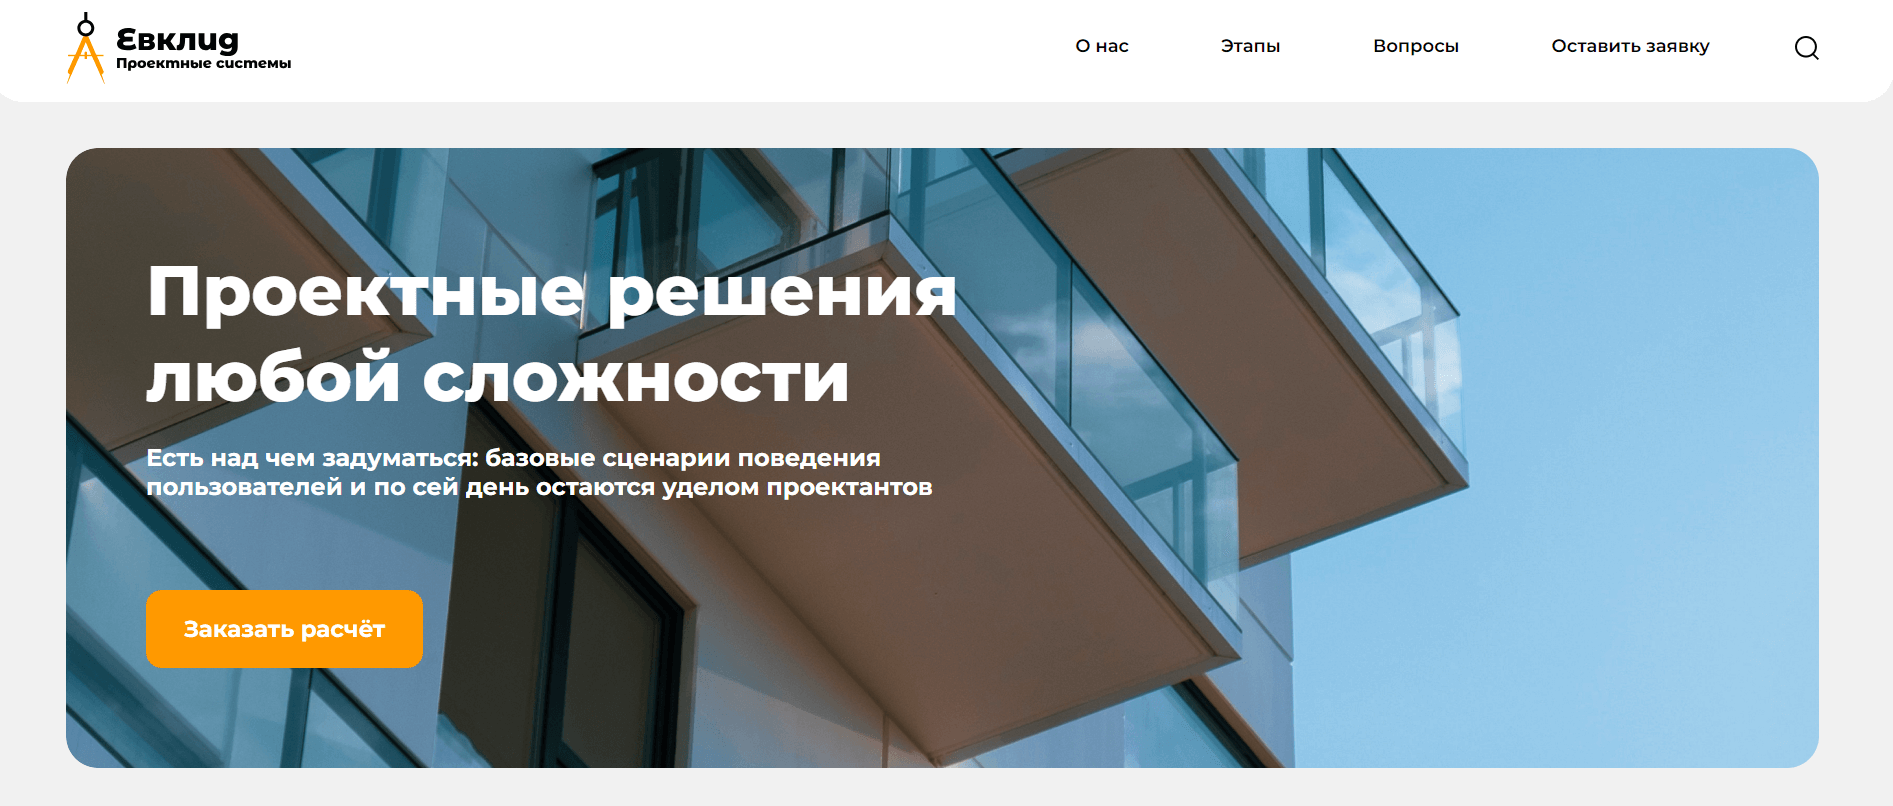 Евклид
Проектные системы
О нас
Этапы
Вопросы
Оставить заявку
Проектные решения
любой сложности
Есть над чем задуматься: базовые сценарии поведения
пользователей и по сей день остаются уделом проектантов
Заказать расчёт